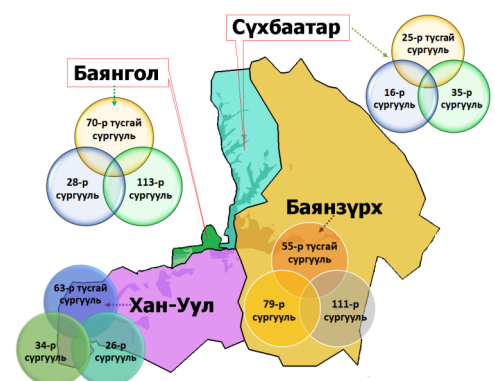 Сүхбаатар
25-р тусгай
сургууль
16-р
сургууль
35-р
сургууль
Баянгол
70-р тусгай
сургууль
28-р
сургууль
113-р
сургууль
Баянзүрх
55-р тусгай
сургууль
79-р
сургууль
111-р
сургууль
Хан-Уул
63-р тусгай
сургууль
34-р
сургууль
26-р
сургууль